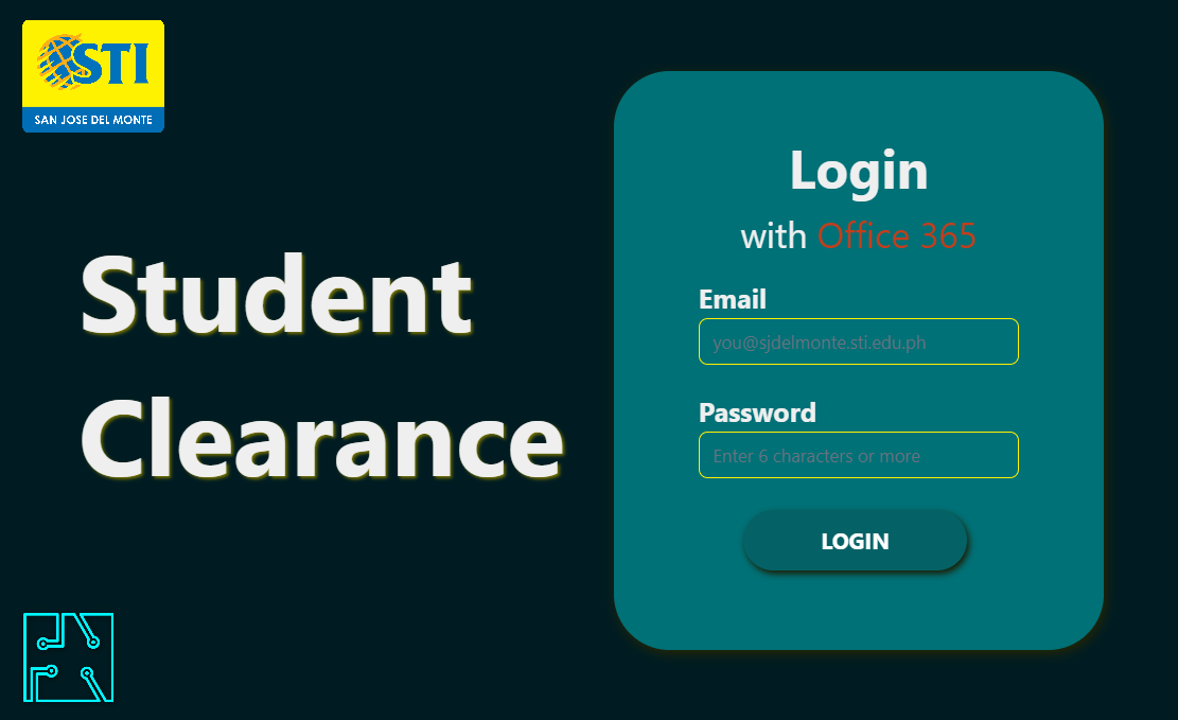 STI
SAN JOSE DEL MONTE
Student
Clearance
Login
with Office 365
Email
you@sjdelmonte.sti.edu.ph
Password
Enter 6 characters or more
LOGIN